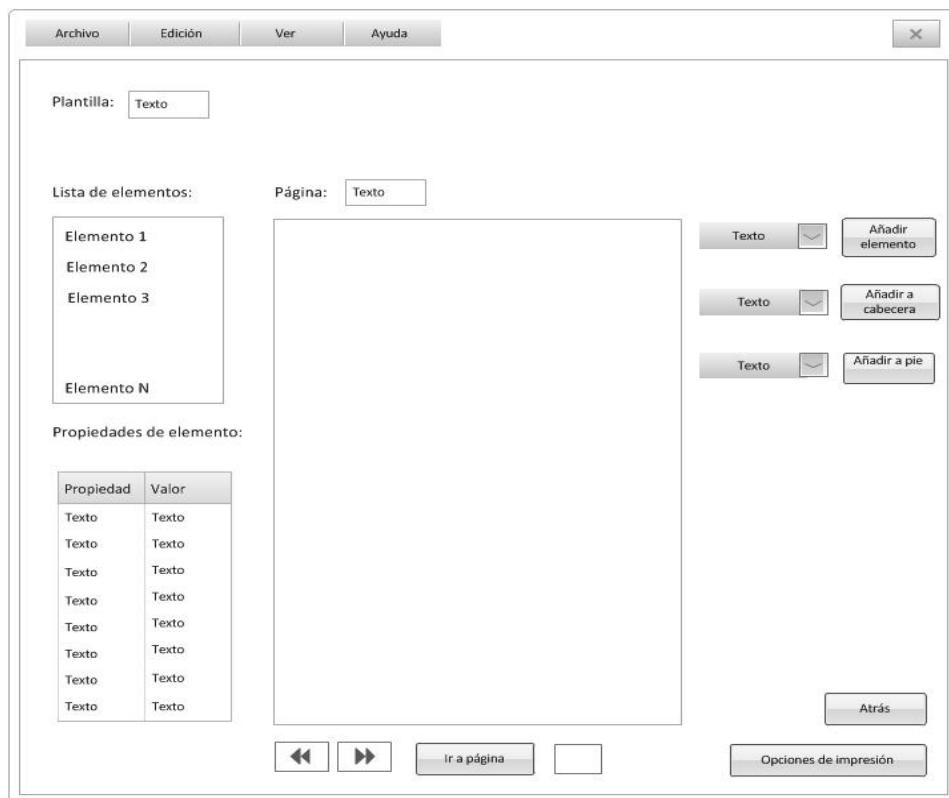 Archivo Edición Ver Ayuda
Plantilla: Texto
Lista de elementos:
Elemento 1
Elemento 2
Elemento 3
Elemento N
Propiedades de elemento:
Propiedad Valor
Texto Texto
Texto Texto
Texto Texto
Texto Texto
Texto Texto
Texto Texto
Texto Texto
Texto Texto
Página: Texto
Ir a página
Texto
Añadir
elemento
Texto
Añadir a
cabecera
Texto
Añadir a pie
Atrás
Opciones de impresión